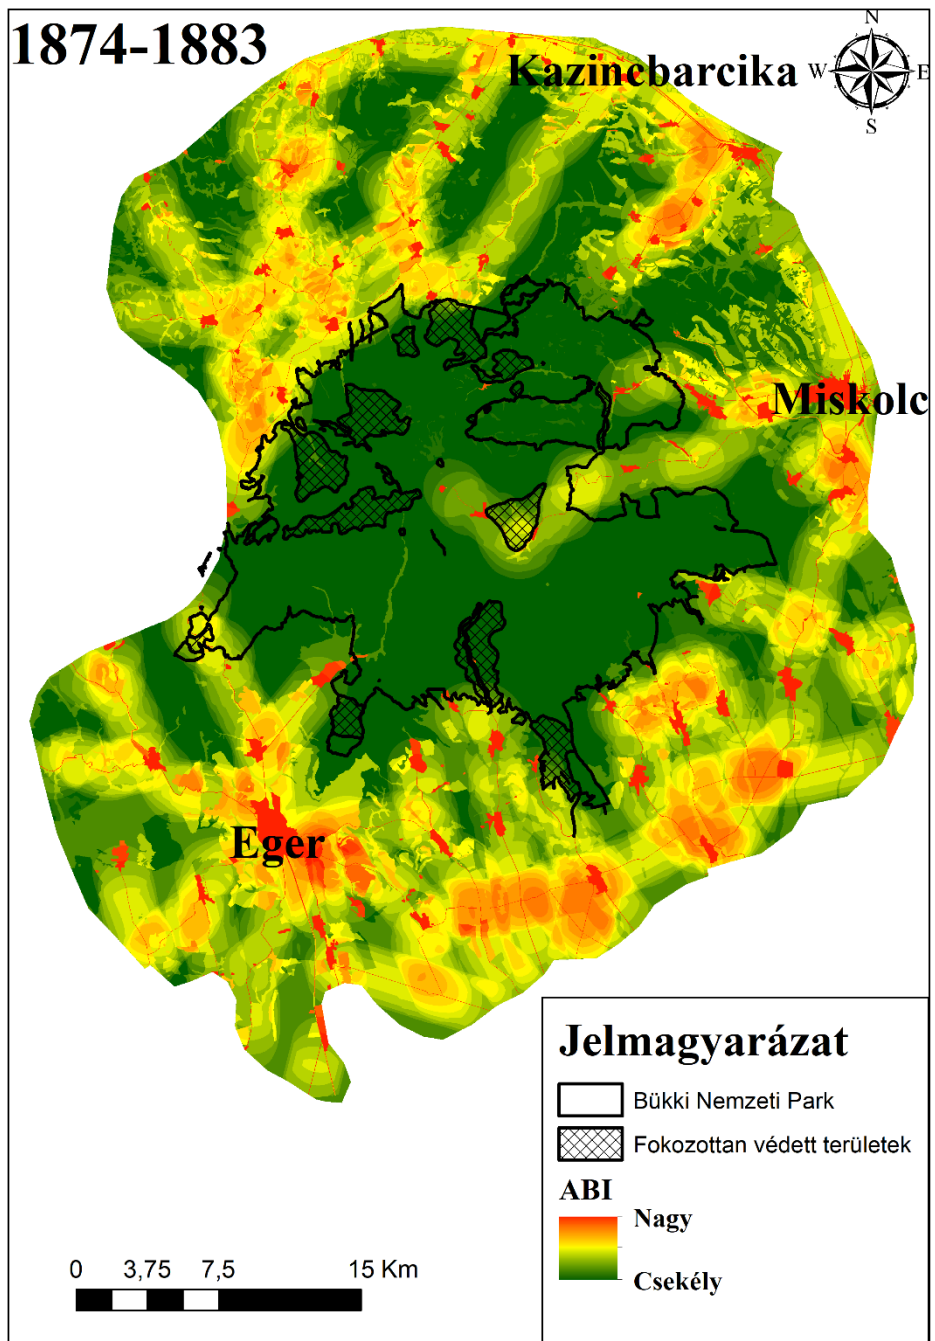 1874-1883
N
W E
S
Kazincbarcika
Miskolc
Eger
Jelmagyarázat
Bükki Nemzeti Park
Fokozottan védett területek
ABI
Nagy
Csekély
0 3,75 7,5 15 Km